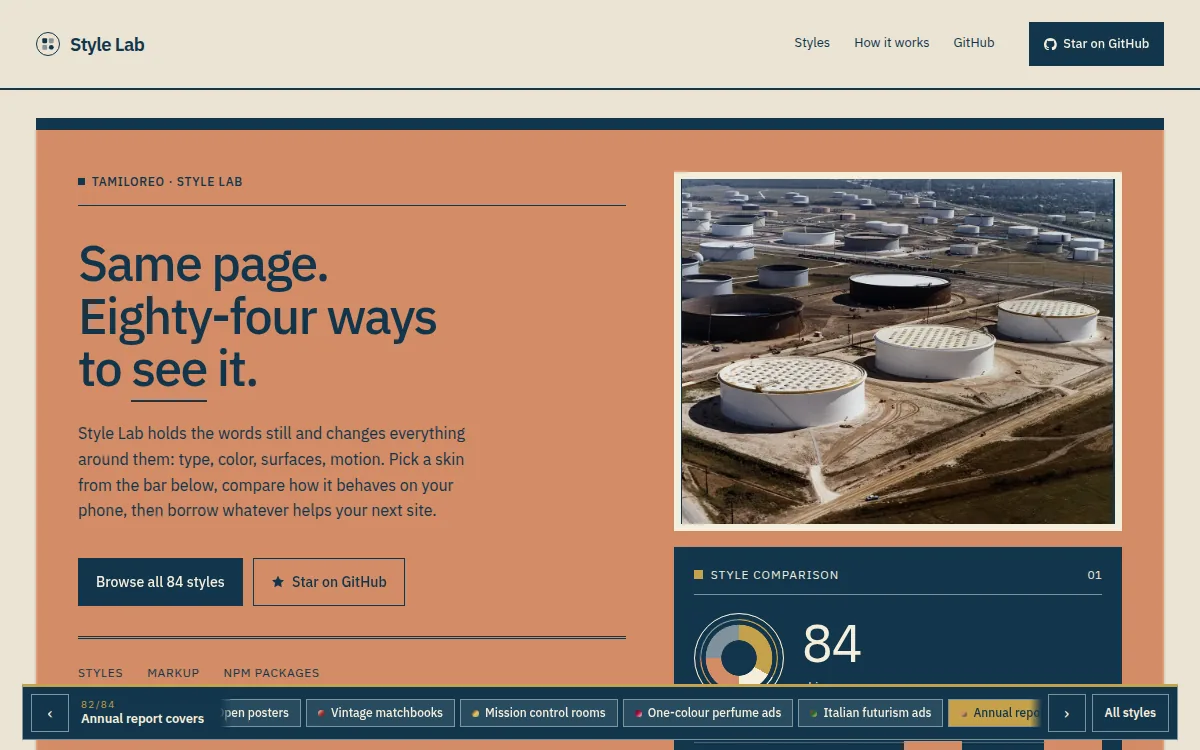 Style Lab
Styles
How it works
GitHub
Star on GitHub
TAMILOREO · STYLE LAB
Same page.
Eighty-four ways
to see it.
Style Lab holds the words still and changes everything
around them: type, color, surfaces, motion. Pick a skin
from the bar below, compare how it behaves on your
phone, then borrow whatever helps your next site.
Browse all 84 styles
Star on GitHub
STYLES
MARKUP
NPM PACKAGES
STYLE COMPARISON
01
84
82/84
Annual report covers
posters
Vintage matchbooks
Mission control rooms
One-colour perfume ads
Italian futurism ads
Annual
All styles